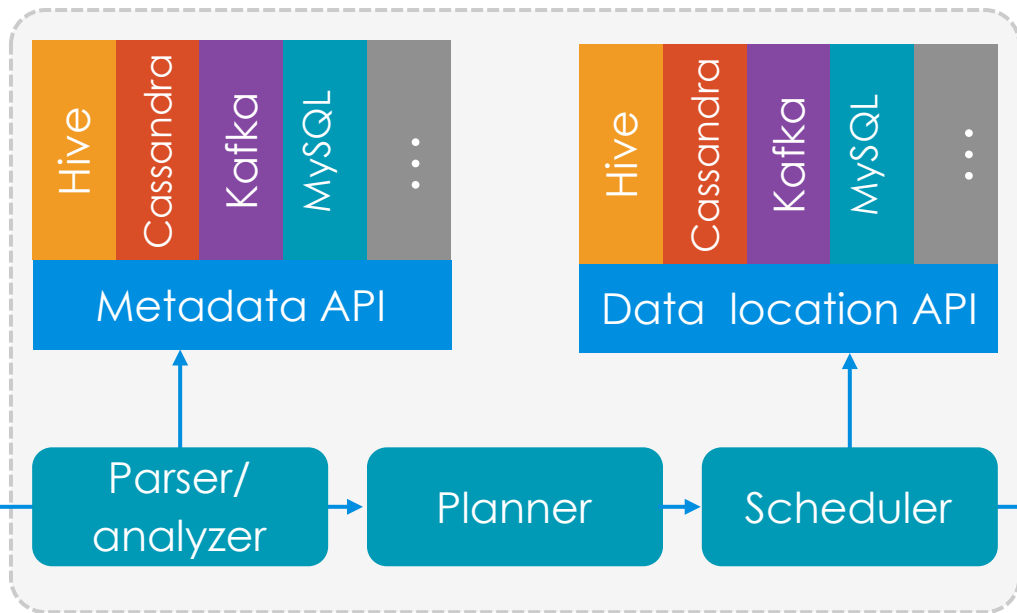 Hive
Cassandra
Kafka
MySQL
...
Metadata API
Hive
Cassandra
Kafka
MySQL
...
Data location API
Parser/
analyzer
Planner
Scheduler